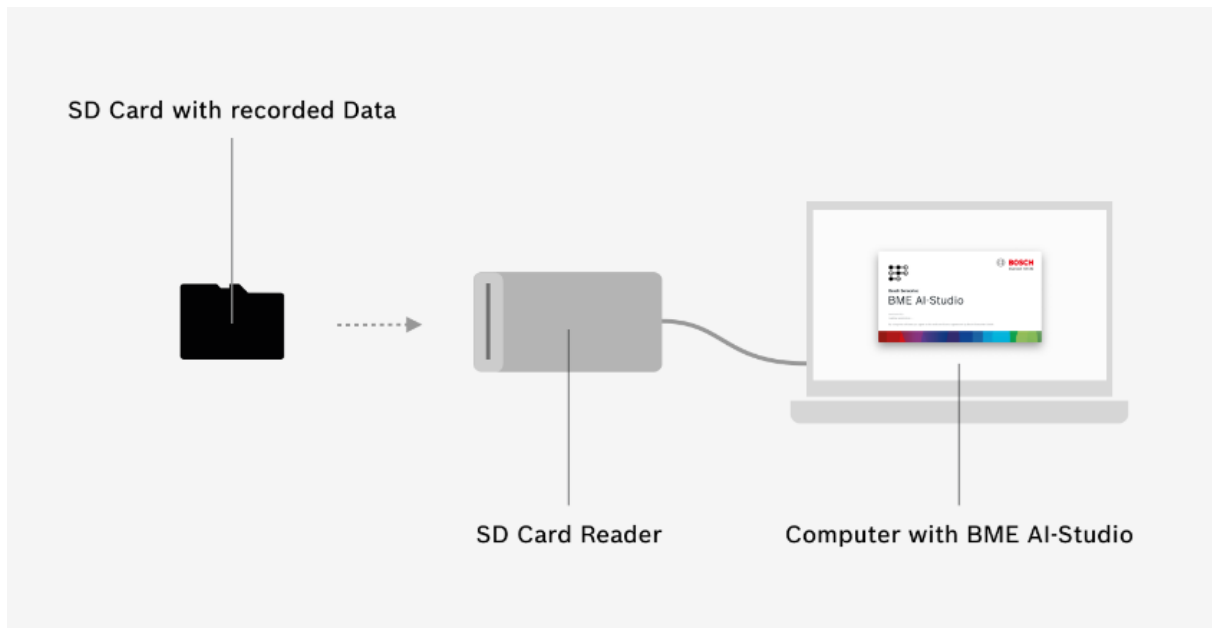 SD Card with recorded Data
BOSCH
BME AI-Studio
SD Card Reader
Computer with BME AI-Studio